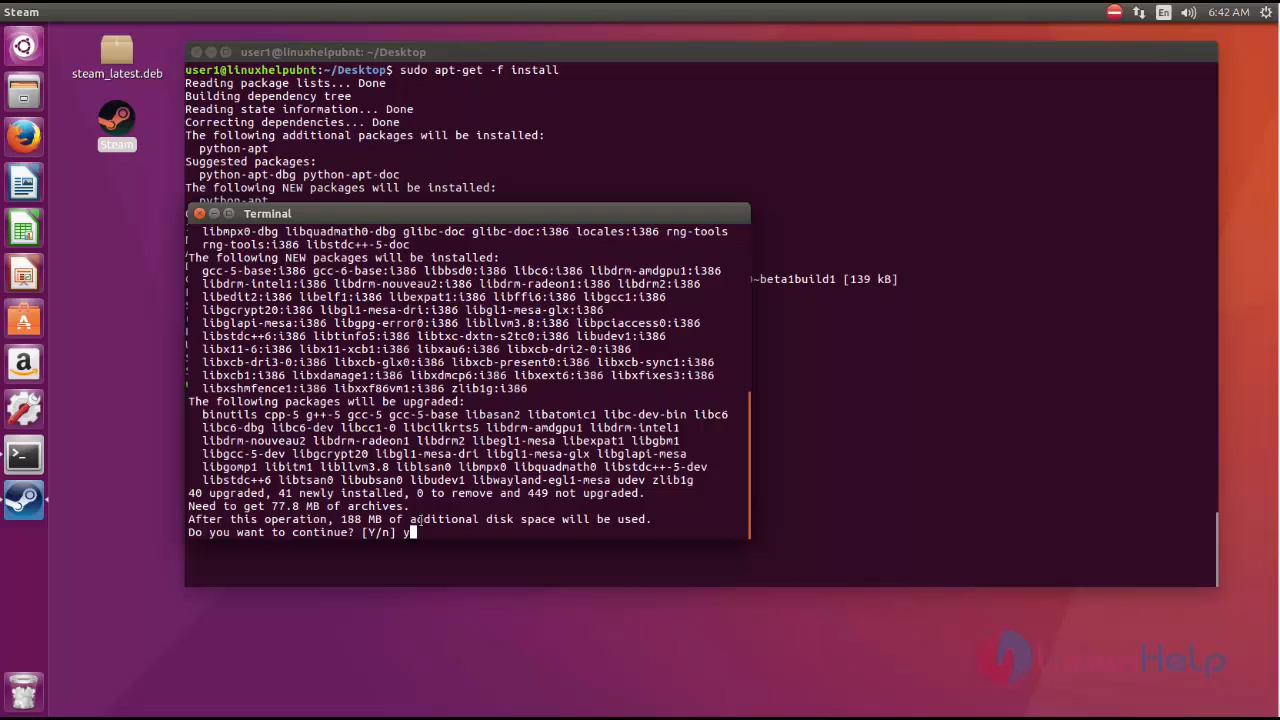 Steam
En
6:42 AM
steam_latest.deb
Steam
user1@linuxhelpubnt: ~/Desktop
user1@linuxhelpubnt:~/Desktop$ sudo apt-get -f install
Reading package lists... Done
Building dependency tree
Reading state information... Done
Correcting dependencies... Done
The following additional packages will be installed:
python-apt
Suggested packages:
python-apt-dbg python-apt-doc
The following NEW packages will be installed:
python-apt
~beta1build1 [139 kB]
Terminal
libmpx0-dbg libquadmath0-dbg glibc-doc glibc-doc:i386 locales:i386 rng-tools
rng-tools:i386 libstdc++-5-doc
The following NEW packages will be installed:
gcc-5-base:i386 gcc-6-base:i386 libbsd0:i386 libc6:i386 libdrm-amdgpu1:i386
libdrm-intel1:i386 libdrm-nouveau2:i386 libdrm-radeon1:i386 libdrm2:i386
libedit2:i386 libelf1:i386 libexpat1:i386 libffi6:i386 libgcc1:i386
libgcrypt20:i386 libgl1-mesa-dri:i386 libgl1-mesa-glx:i386
libglapi-mesa:i386 libgpg-error0:i386 libllvm3.8:i386 libpciaccess0:i386
libstdc++6:i386 libtinfo5:i386 libtxc-dxtn-s2tc0:i386 libudev1:i386
libx11-6:i386 libx11-xcb1:i386 libxau6:i386 libxcb-dri2-0:i386
libxcb-dri3-0:i386 libxcb-glx0:i386 libxcb-present0:i386 libxcb-sync1:i386
libxcb1:i386 libxdamage1:i386 libxdmcp6:i386 libxext6:i386 libxfixes3:i386
libxshmfence1:i386 libxxf86vm1:i386 zlib1g:i386
The following packages will be upgraded:
binutils cpp-5 g++-5 gcc-5 gcc-5-base libasan2 libatomic1 libc-dev-bin libc6
libc6-dbg libc6-dev libcc1-0 libcilkrts5 libdrm-amdgpu1 libdrm-intel1
libdrm-nouveau2 libdrm-radeon1 libdrm2 libegl1-mesa libexpat1 libgbm1
libgcc-5-dev libgcrypt20 libgl1-mesa-dri libgl1-mesa-glx libglapi-mesa
libgomp1 libitm1 libllvm3.8 liblsan0 libmpx0 libquadmath0 libstdc++-5-dev
libstdc++6 libtsan0 libubsan0 libudev1 libwayland-egl1-mesa udev zlib1g
40 upgraded, 41 newly installed, 0 to remove and 449 not upgraded.
Need to get 77.8 MB of archives.
After this operation, 188 MB of additional disk space will be used.
Do you want to continue? [Y/n] y